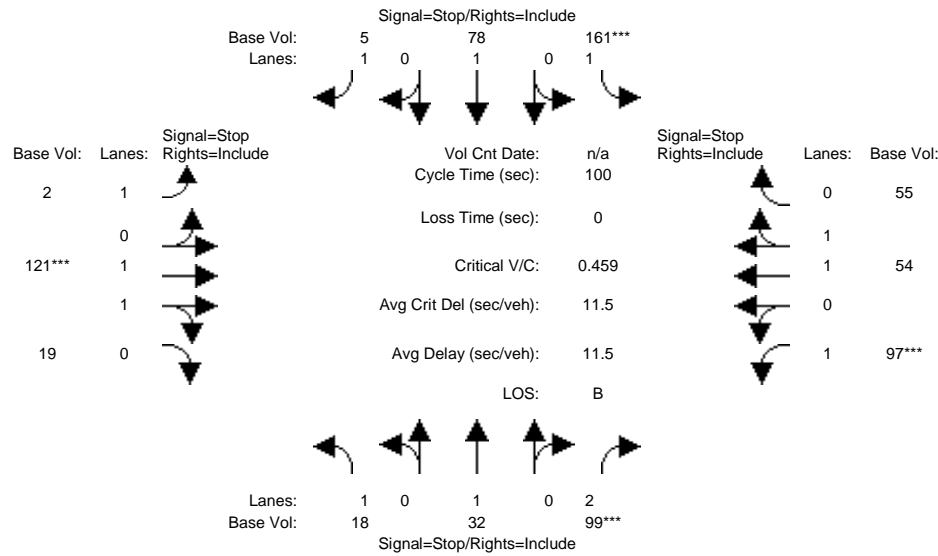 Signal=Stop/Rights=Include
Base Vol: 5 78 161***
Lanes: 1 0 1 0 1
Signal=Stop
Base Vol: Lanes: Rights=Include
Vol Cnt Date: n/a
Signal=Stop
Rights=Include Lanes: Base Vol:
Cycle Time (sec): 100
2 1
0 55
Loss Time (sec): 0
0
1
121*** 1
Critical V/C: 0.459
1 54
1
Avg Crit Del (sec/veh): 11.5
0
19 0
Avg Delay (sec/veh): 11.5
1 97***
LOS: B
Lanes: 1 0 1 0 2
Base Vol: 18 32 99***
Signal=Stop/Rights=Include